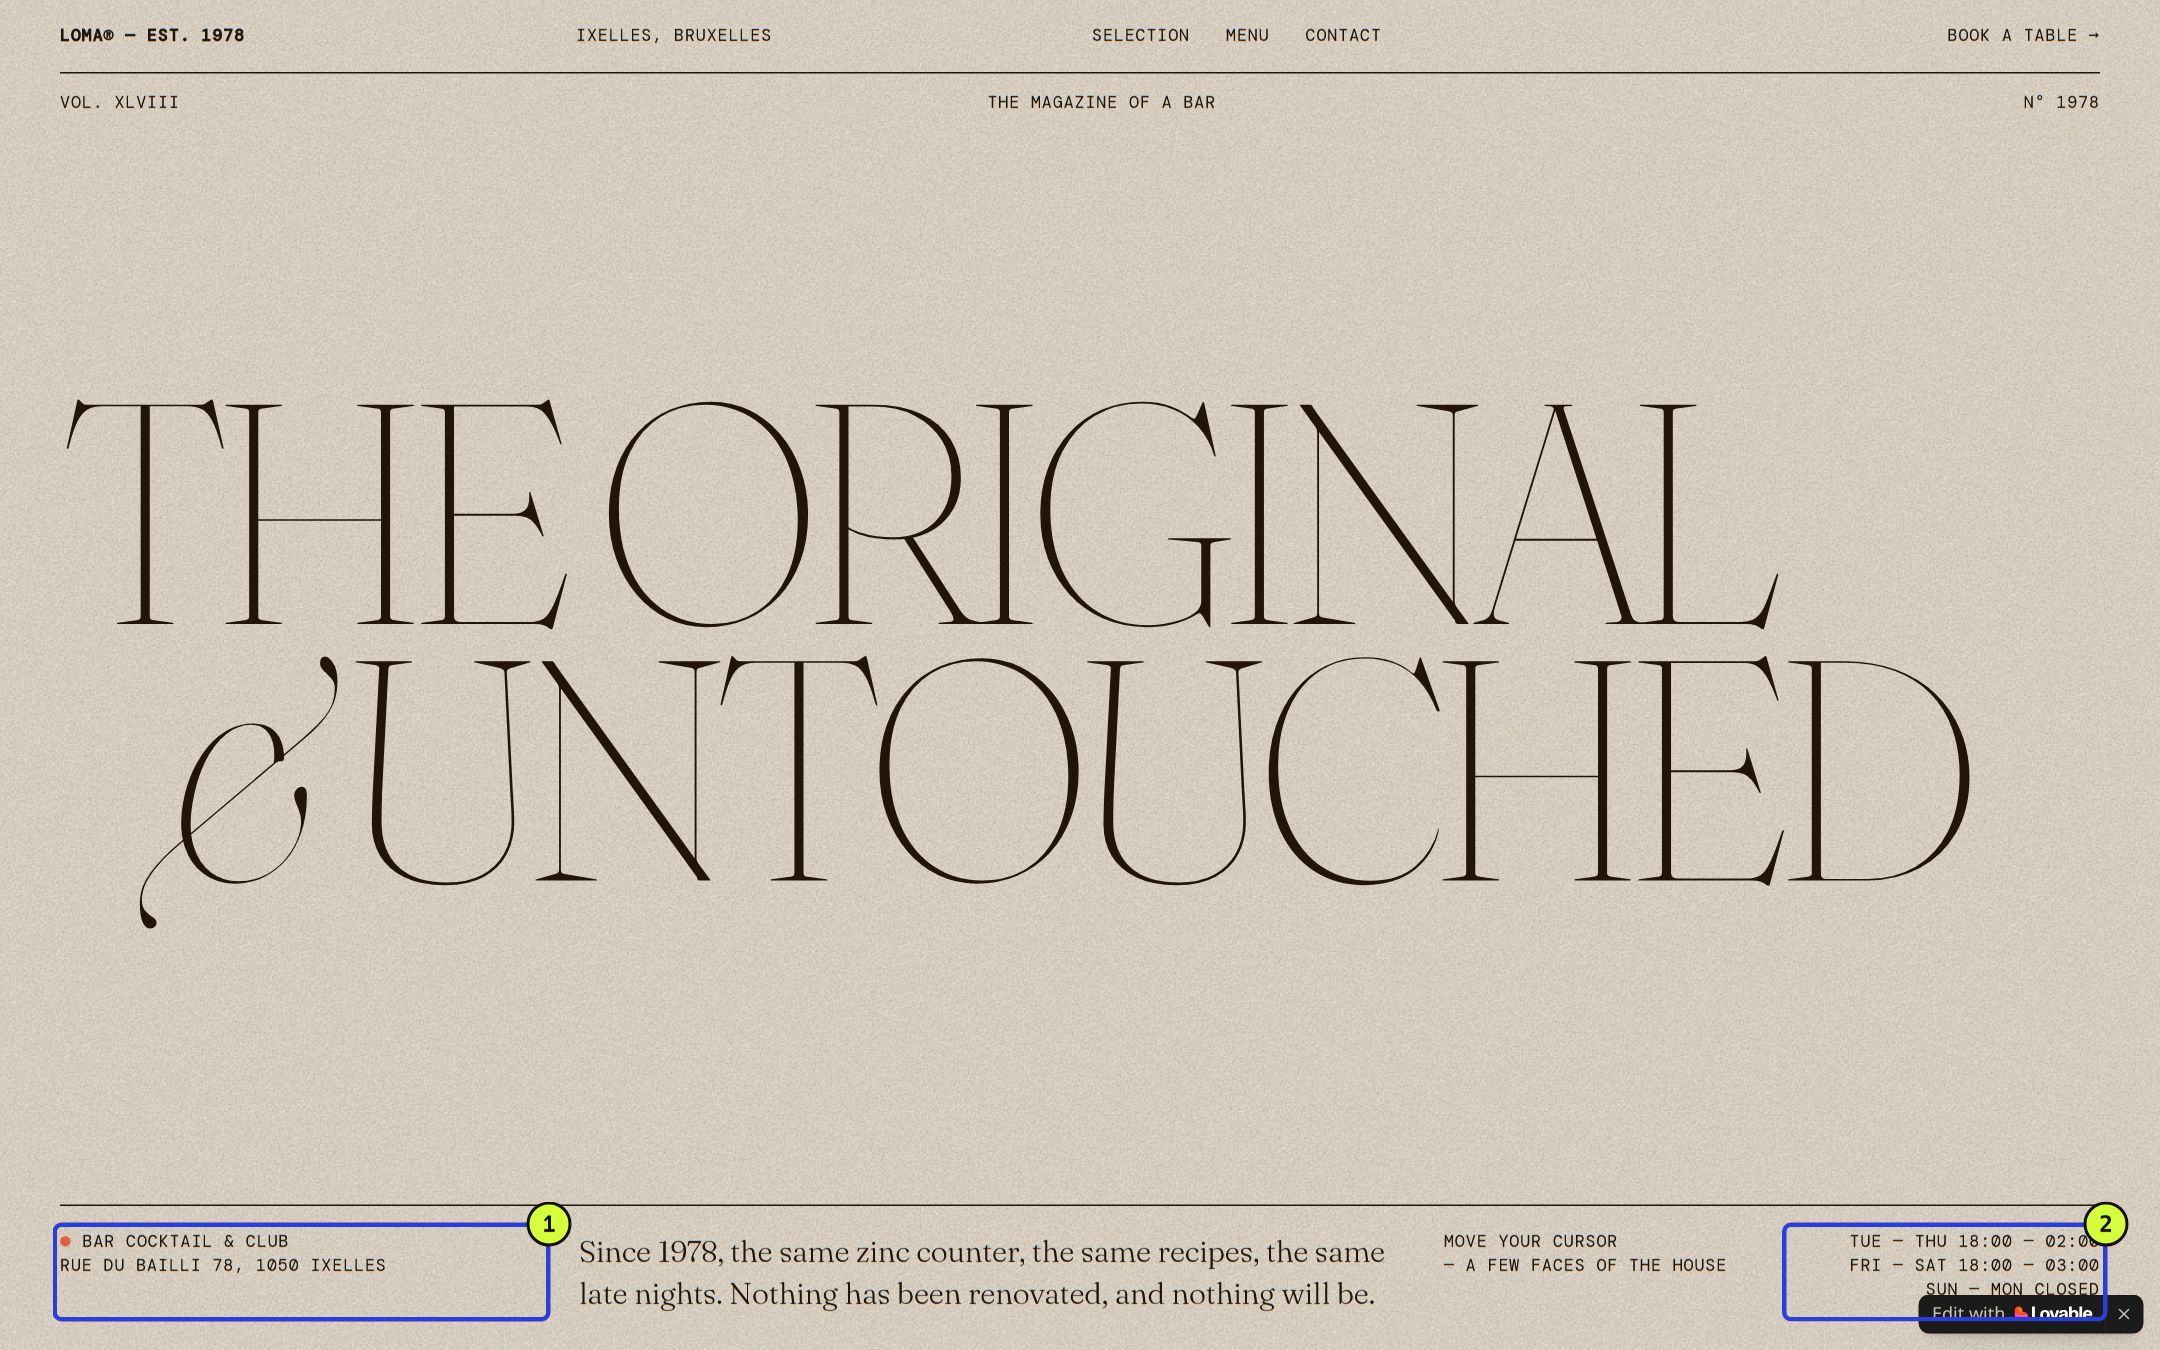 LOMA® — EST. 1978
IXELLES, BRUXELLES
SELECTION MENU CONTACT
BOOK A TABLE →
VOL. XLVIII
THE MAGAZINE OF A BAR
N° 1978
THE ORIGINAL
& UNTOUCHED
BAR COCKTAIL & CLUB
RUE DU BAILLI 78, 1050 IXELLES
1
Since 1978, the same zinc counter, the same recipes, the same
late nights. Nothing has been renovated, and nothing will be.
MOVE YOUR CURSOR
— A FEW FACES OF THE HOUSE
2
TUE — THU 18:00 — 02:00
FRI — SAT 18:00 — 03:00
SUN — MON CLOSED
Edit with Lovable ×